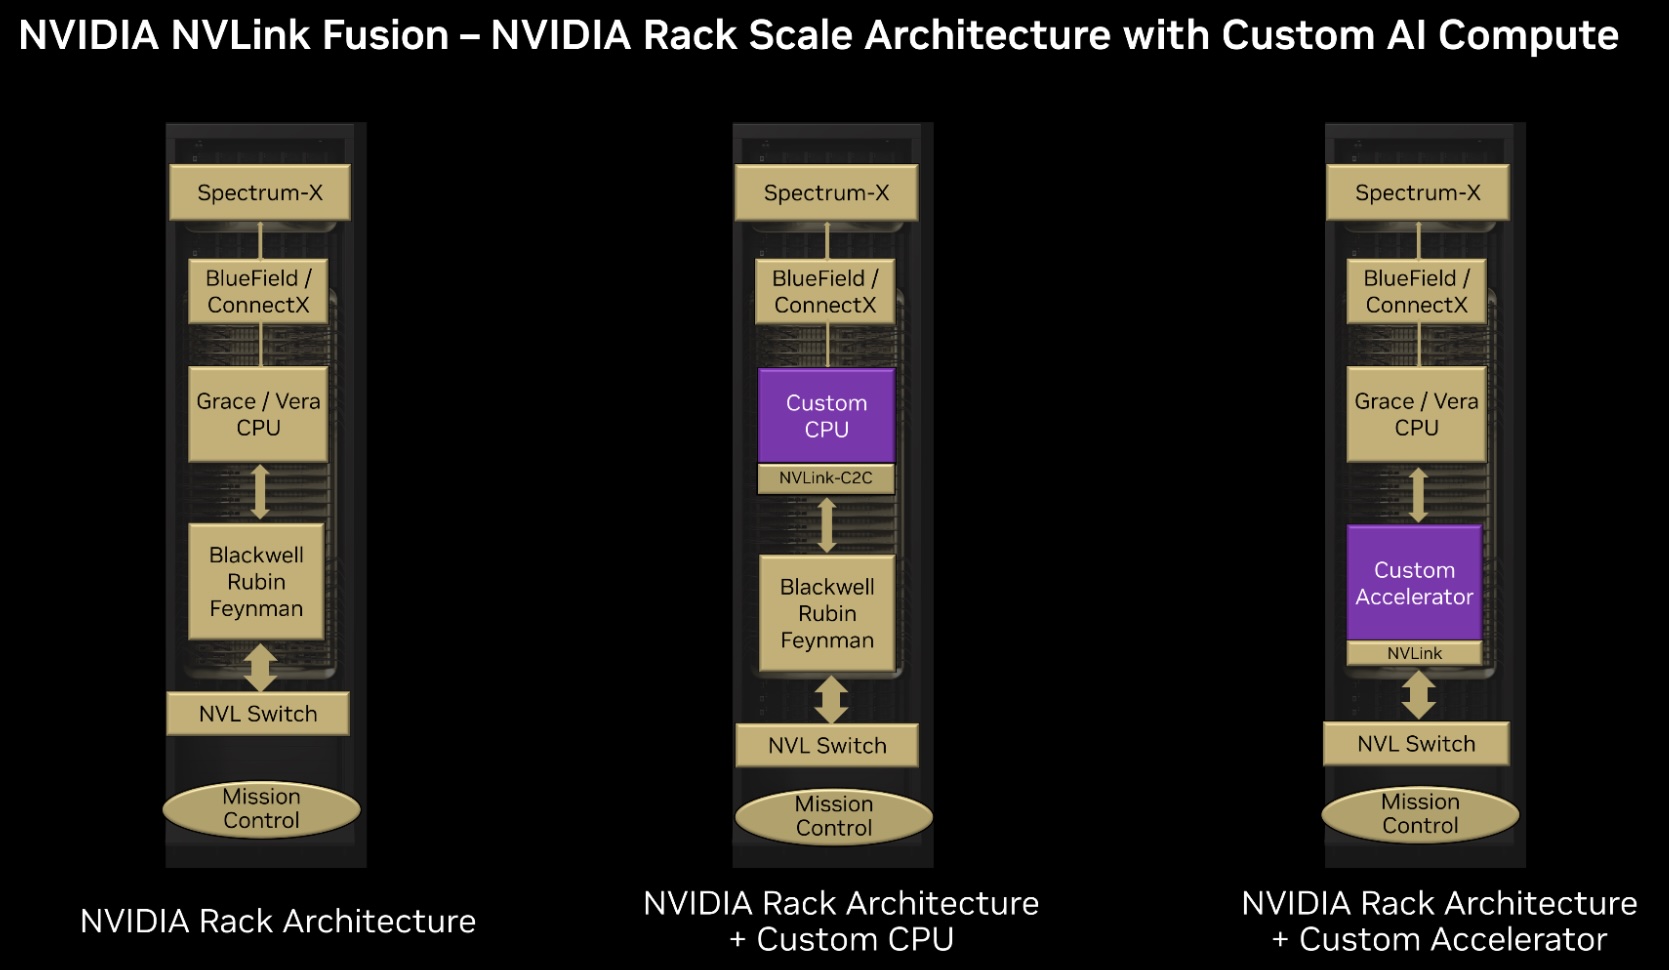 NVIDIA NVLink Fusion – NVIDIA Rack Scale Architecture with Custom AI Compute
Spectrum-X
BlueField /
ConnectX
Grace / Vera
CPU
Blackwell
Rubin
Feynman
NVL Switch
Mission
Control
NVIDIA Rack Architecture
Spectrum-X
BlueField /
ConnectX
Custom
CPU
NVLink-C2C
Blackwell
Rubin
Feynman
NVL Switch
Mission
Control
NVIDIA Rack Architecture
+ Custom CPU
Spectrum-X
BlueField /
ConnectX
Grace / Vera
CPU
Custom
Accelerator
NVLink
NVL Switch
Mission
Control
NVIDIA Rack Architecture
+ Custom Accelerator